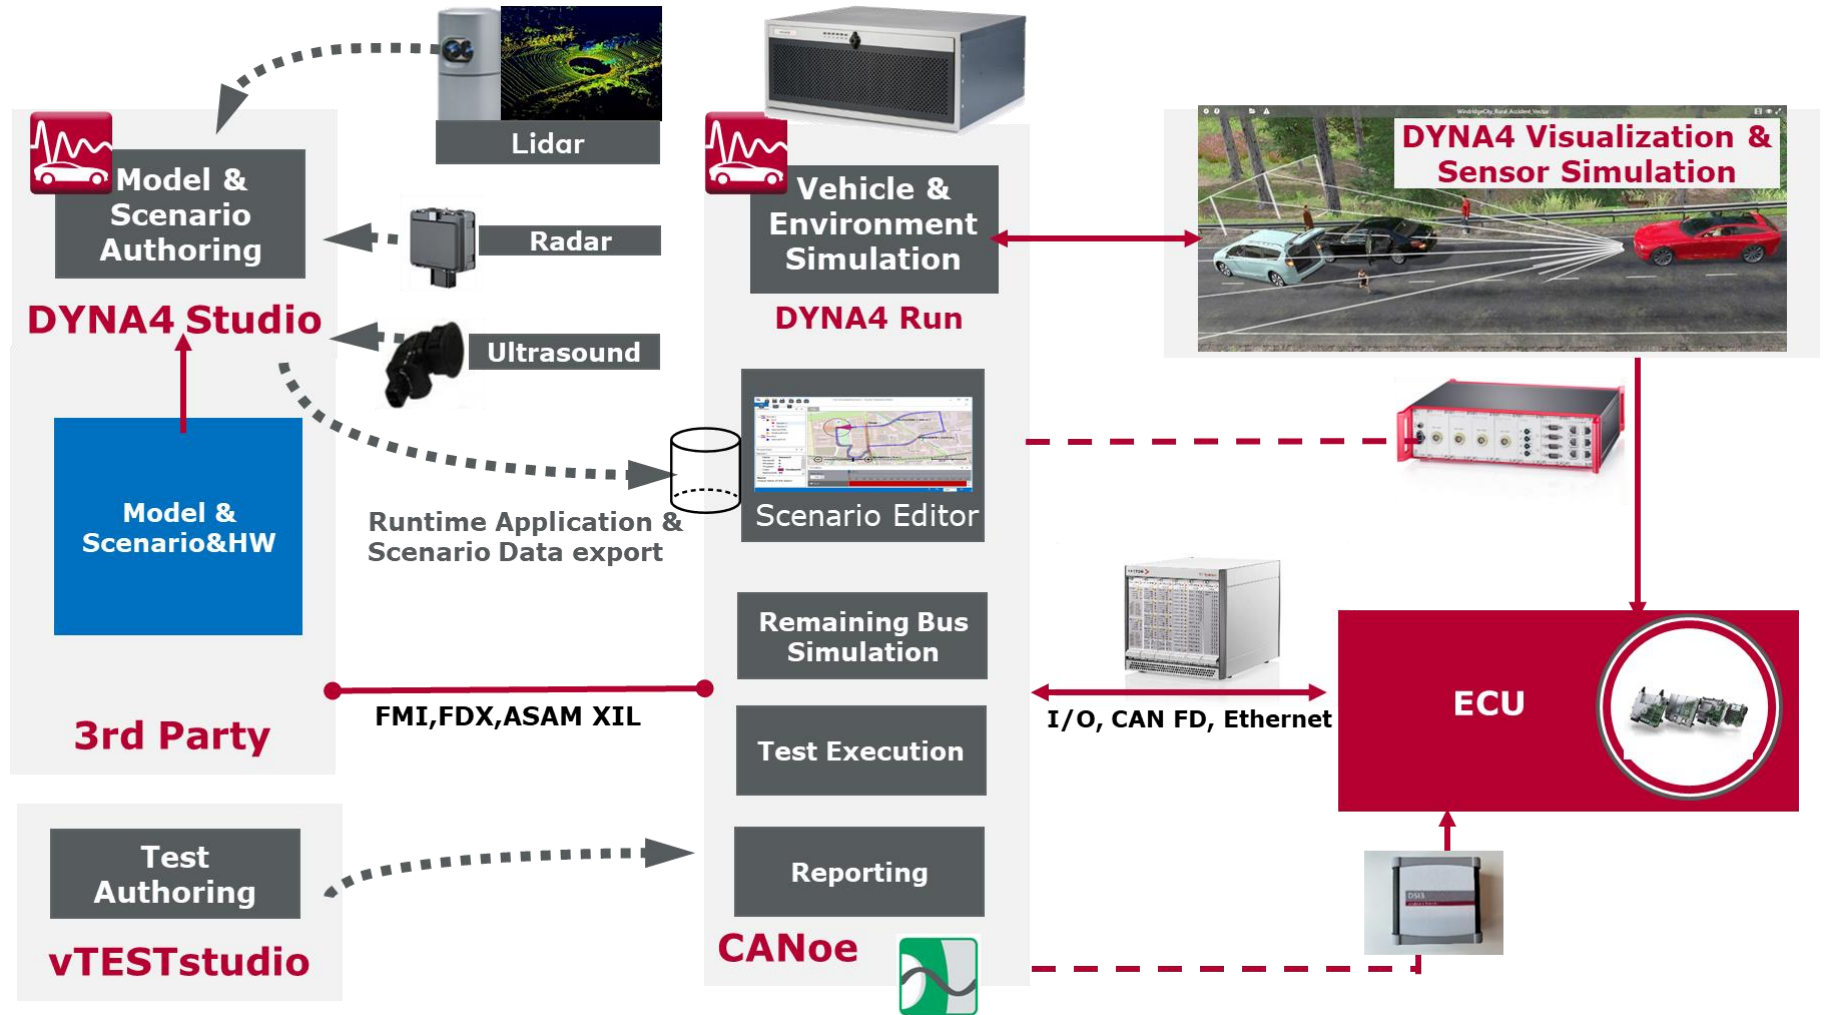 Lidar
Model &
Scenario
Authoring
DYNA4 Studio
Radar
Ultrasound
Vehicle &
Environment
Simulation
DYNA4 Run
DYNA4 Visualization &
Sensor Simulation
Model &
Scenario&HW
3rd Party
Runtime Application &
Scenario Data export
Scenario Editor
Remaining Bus
Simulation
FMI,FDX,ASAM XIL
Test Execution
I/O, CAN FD, Ethernet
ECU
Test
Authoring
vTESTstudio
Reporting
CANoe
DSI3